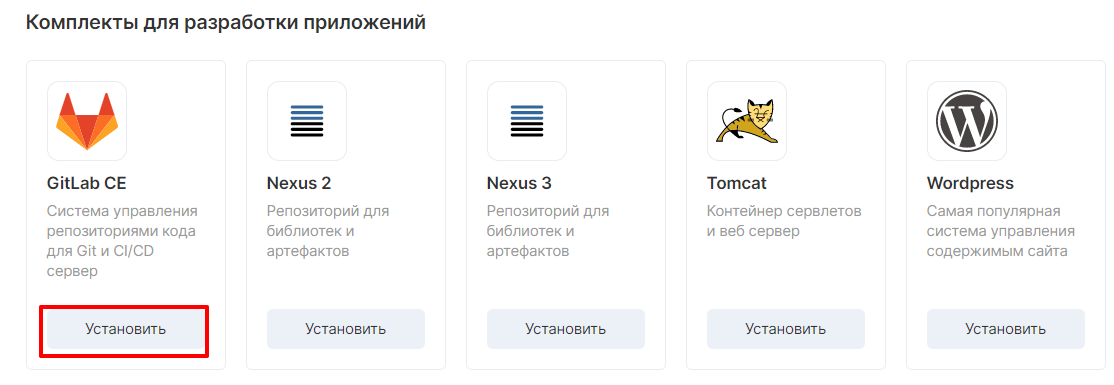 Комплекты для разработки приложений
GitLab CE
Система управления
репозиториями кода
для Git и CI/CD
сервер
Установить
Nexus 2
Репозиторий для
библиотек и
артефактов
Установить
Nexus 3
Репозиторий для
библиотек и
артефактов
Установить
Tomcat
Контейнер сервлетов
и веб сервер
Установить
Wordpress
Самая популярная
система управления
содержимым сайта
Установить